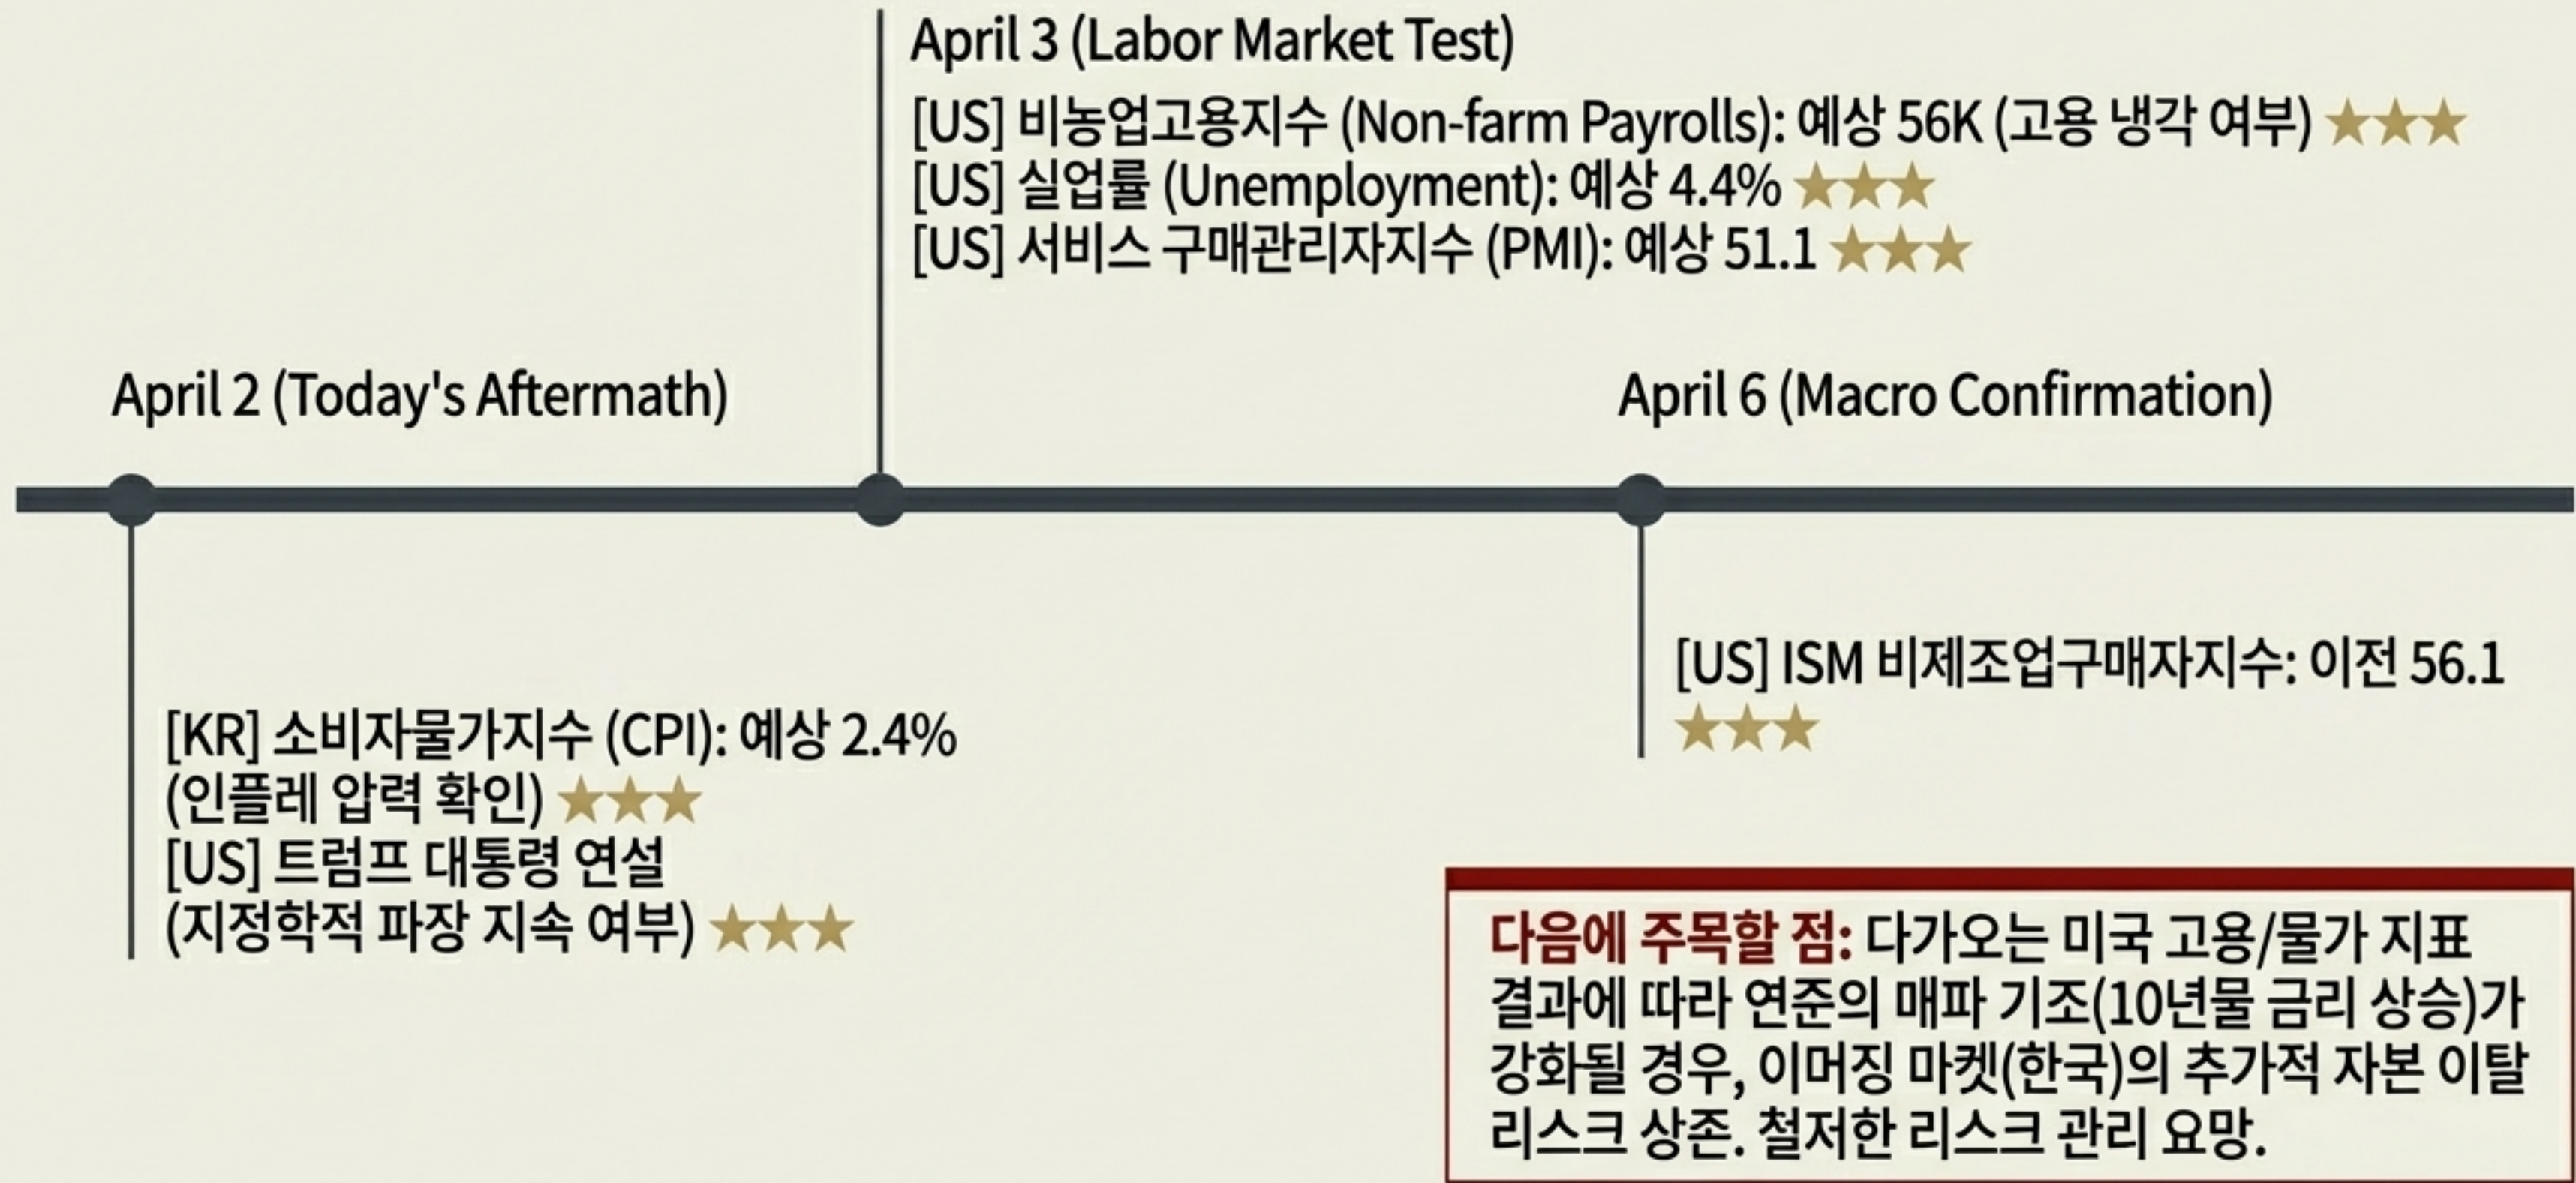 April 3 (Labor Market Test)
[US] 비농업고용지수 (Non-farm Payrolls): 예상 56K (고용 냉각 여부) ★★★
[US] 실업률 (Unemployment): 예상 4.4% ★★★
[US] 서비스 구매관리자지수 (PMI): 예상 51.1 ★★★
April 2 (Today's Aftermath)
April 6 (Macro Confirmation)
[KR] 소비자물가지수 (CPI): 예상 2.4%
(인플레 압력 확인) ★★★
[US] 트럼프 대통령 연설
(지정학적 파장 지속 여부) ★★★
[US] ISM 비제조업구매자지수: 이전 56.1
★★★
다음에 주목할 점: 다가오는 미국 고용/물가 지표
결과에 따라 연준의 매파 기조(10년물 금리 상승)가
강화될 경우, 이머징 마켓(한국)의 추가적 자본 이탈
리스크 상존. 철저한 리스크 관리 요망.